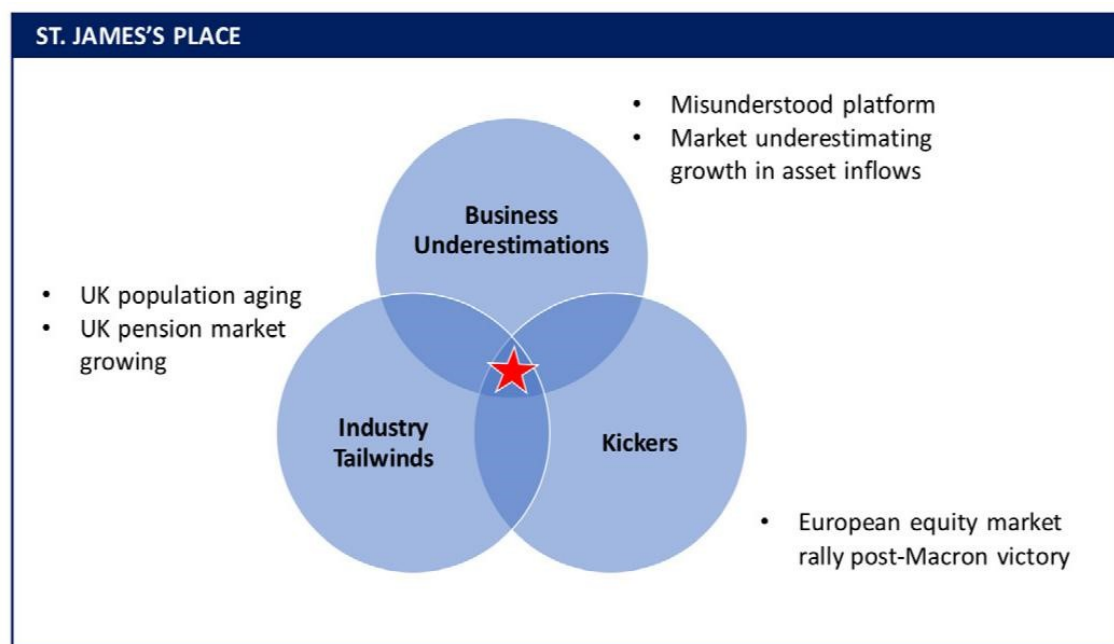 ST. JAMES'S PLACE
• Misunderstood platform
• Market underestimating
growth in asset inflows
Business
Underestimations
• UK population aging
• UK pension market
growing
Industry
Tailwinds
Kickers
• European equity market
rally post-Macron victory